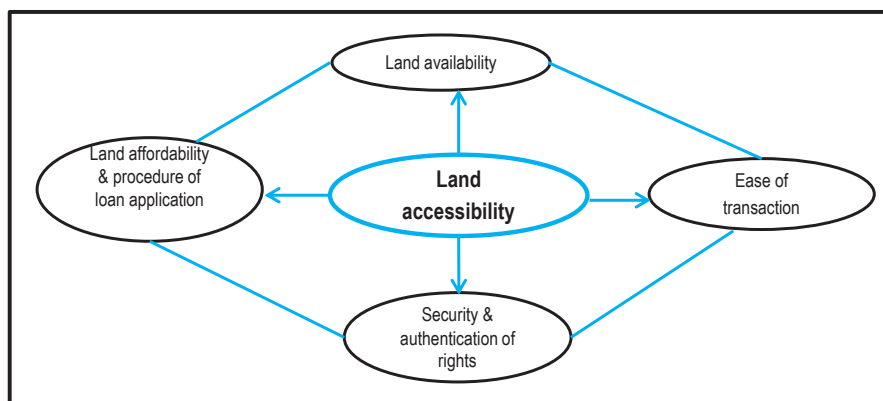 Land availability
Land affordability
& procedure of
loan application
Land
accessibility
Ease of
transaction
Security &
authentication of
rights